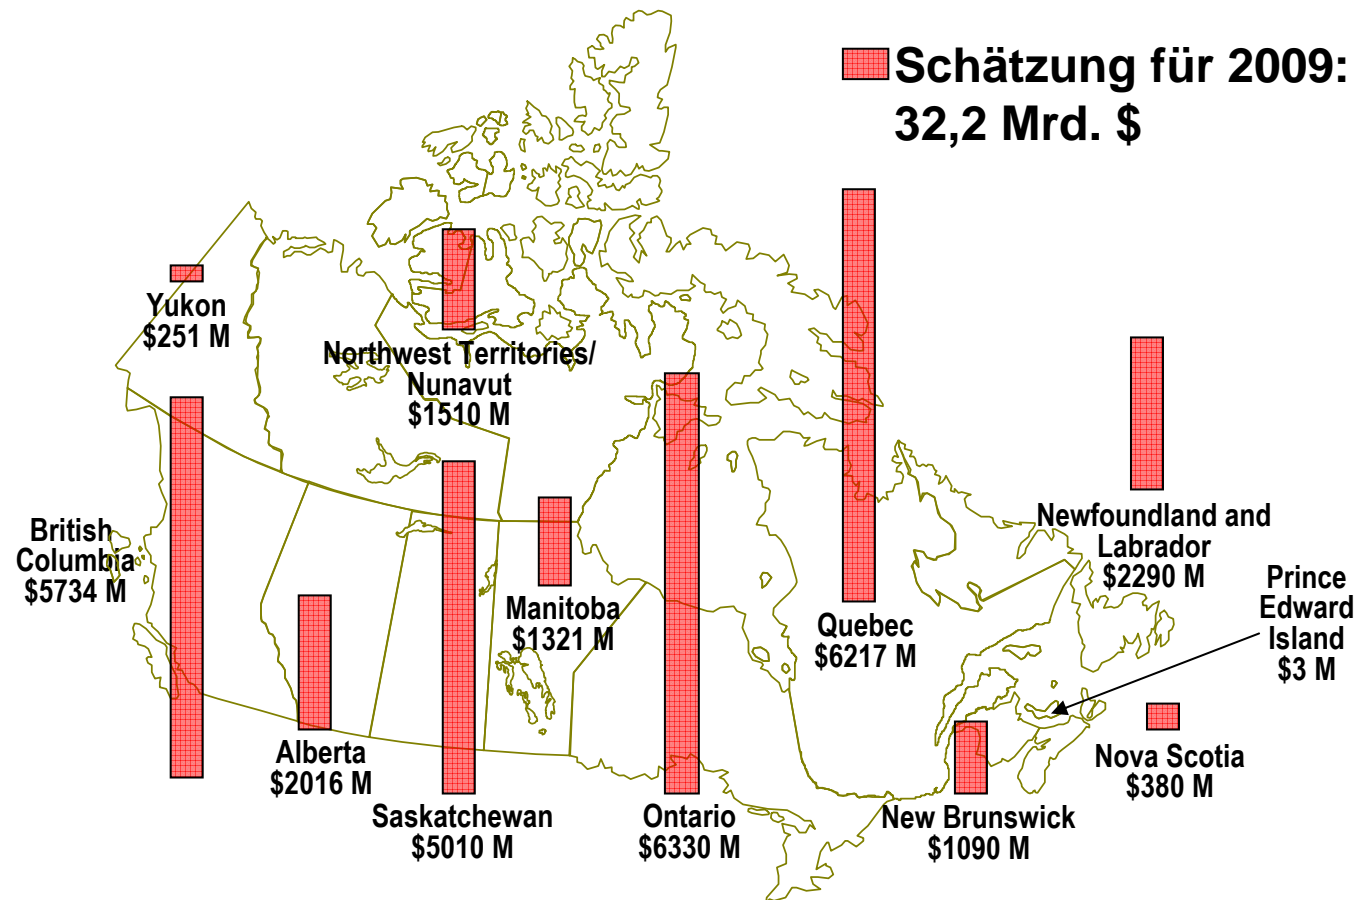 Schätzung für 2009:
32,2 Mrd. $
Yukon
$251 M
Northwest Territories/
Nunavut
$1510 M
British
Columbia
$5734 M
Alberta
$2016 M
Saskatchewan
$5010 M
Manitoba
$1321 M
Ontario
$6330 M
Quebec
$6217 M
Newfoundland and
Labrador
$2290 M
Prince
Edward
Island
$3 M
New Brunswick
$1090 M
Nova Scotia
$380 M